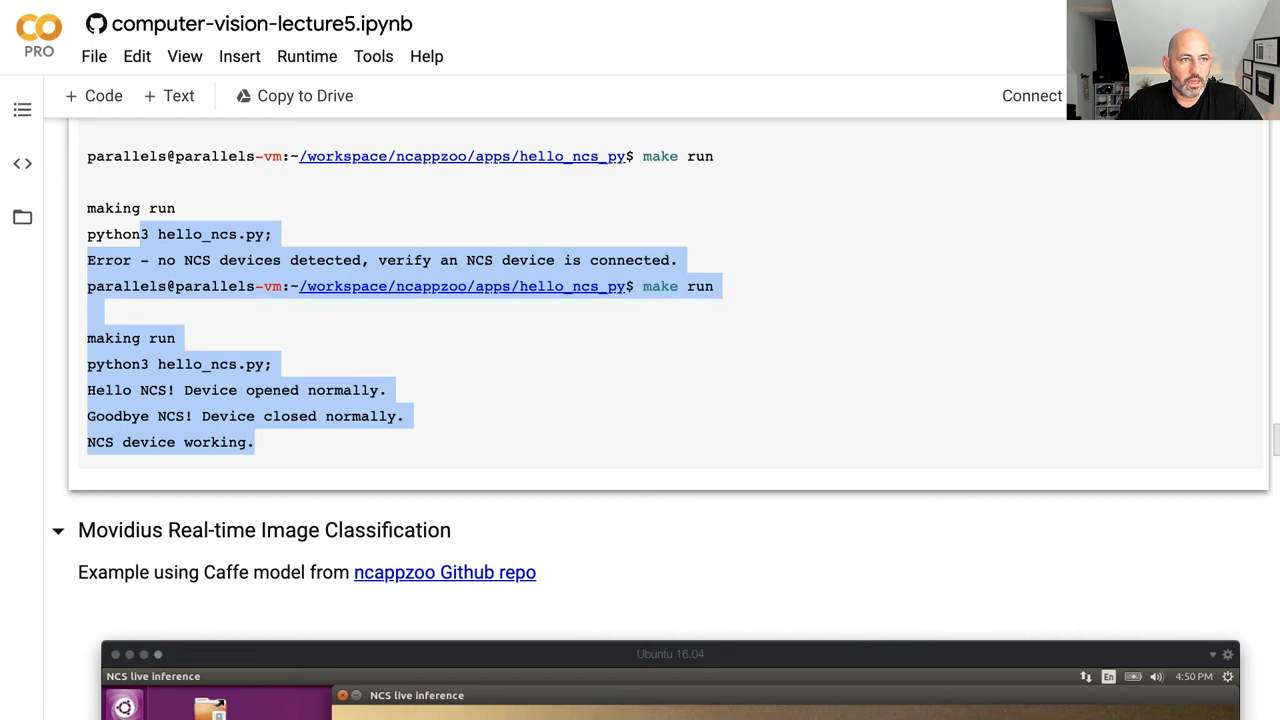 computer-vision-lecture5.ipynb
PRO
File Edit View Insert Runtime Tools Help
+ Code + Text Copy to Drive Connect
parallels@parallels-vm:~/workspace/ncappzoo/apps/hello_ncs_py$ make run
making run
python3 hello_ncs.py;
Error - no NCS devices detected, verify an NCS device is connected.
parallels@parallels-vm:~/workspace/ncappzoo/apps/hello_ncs_py$ make run
making run
python3 hello_ncs.py;
Hello NCS! Device opened normally.
Goodbye NCS! Device closed normally.
NCS device working.
Movidius Real-time Image Classification
Example using Caffe model from ncappzoo Github repo
Ubuntu 16.04
NCS live inference En 4:50 PM
NCS live inference